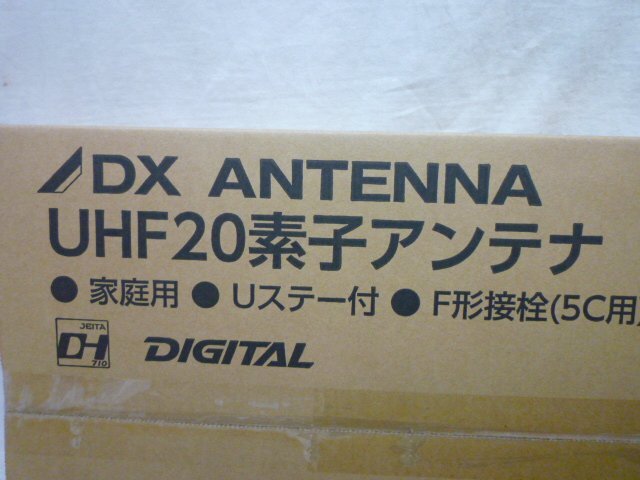 DX ANTENNA
UHF20素子アンテナ
● 家庭用 ● Uステー付 ● F形接栓(5C用)
JEITA
DH
710
DIGITAL